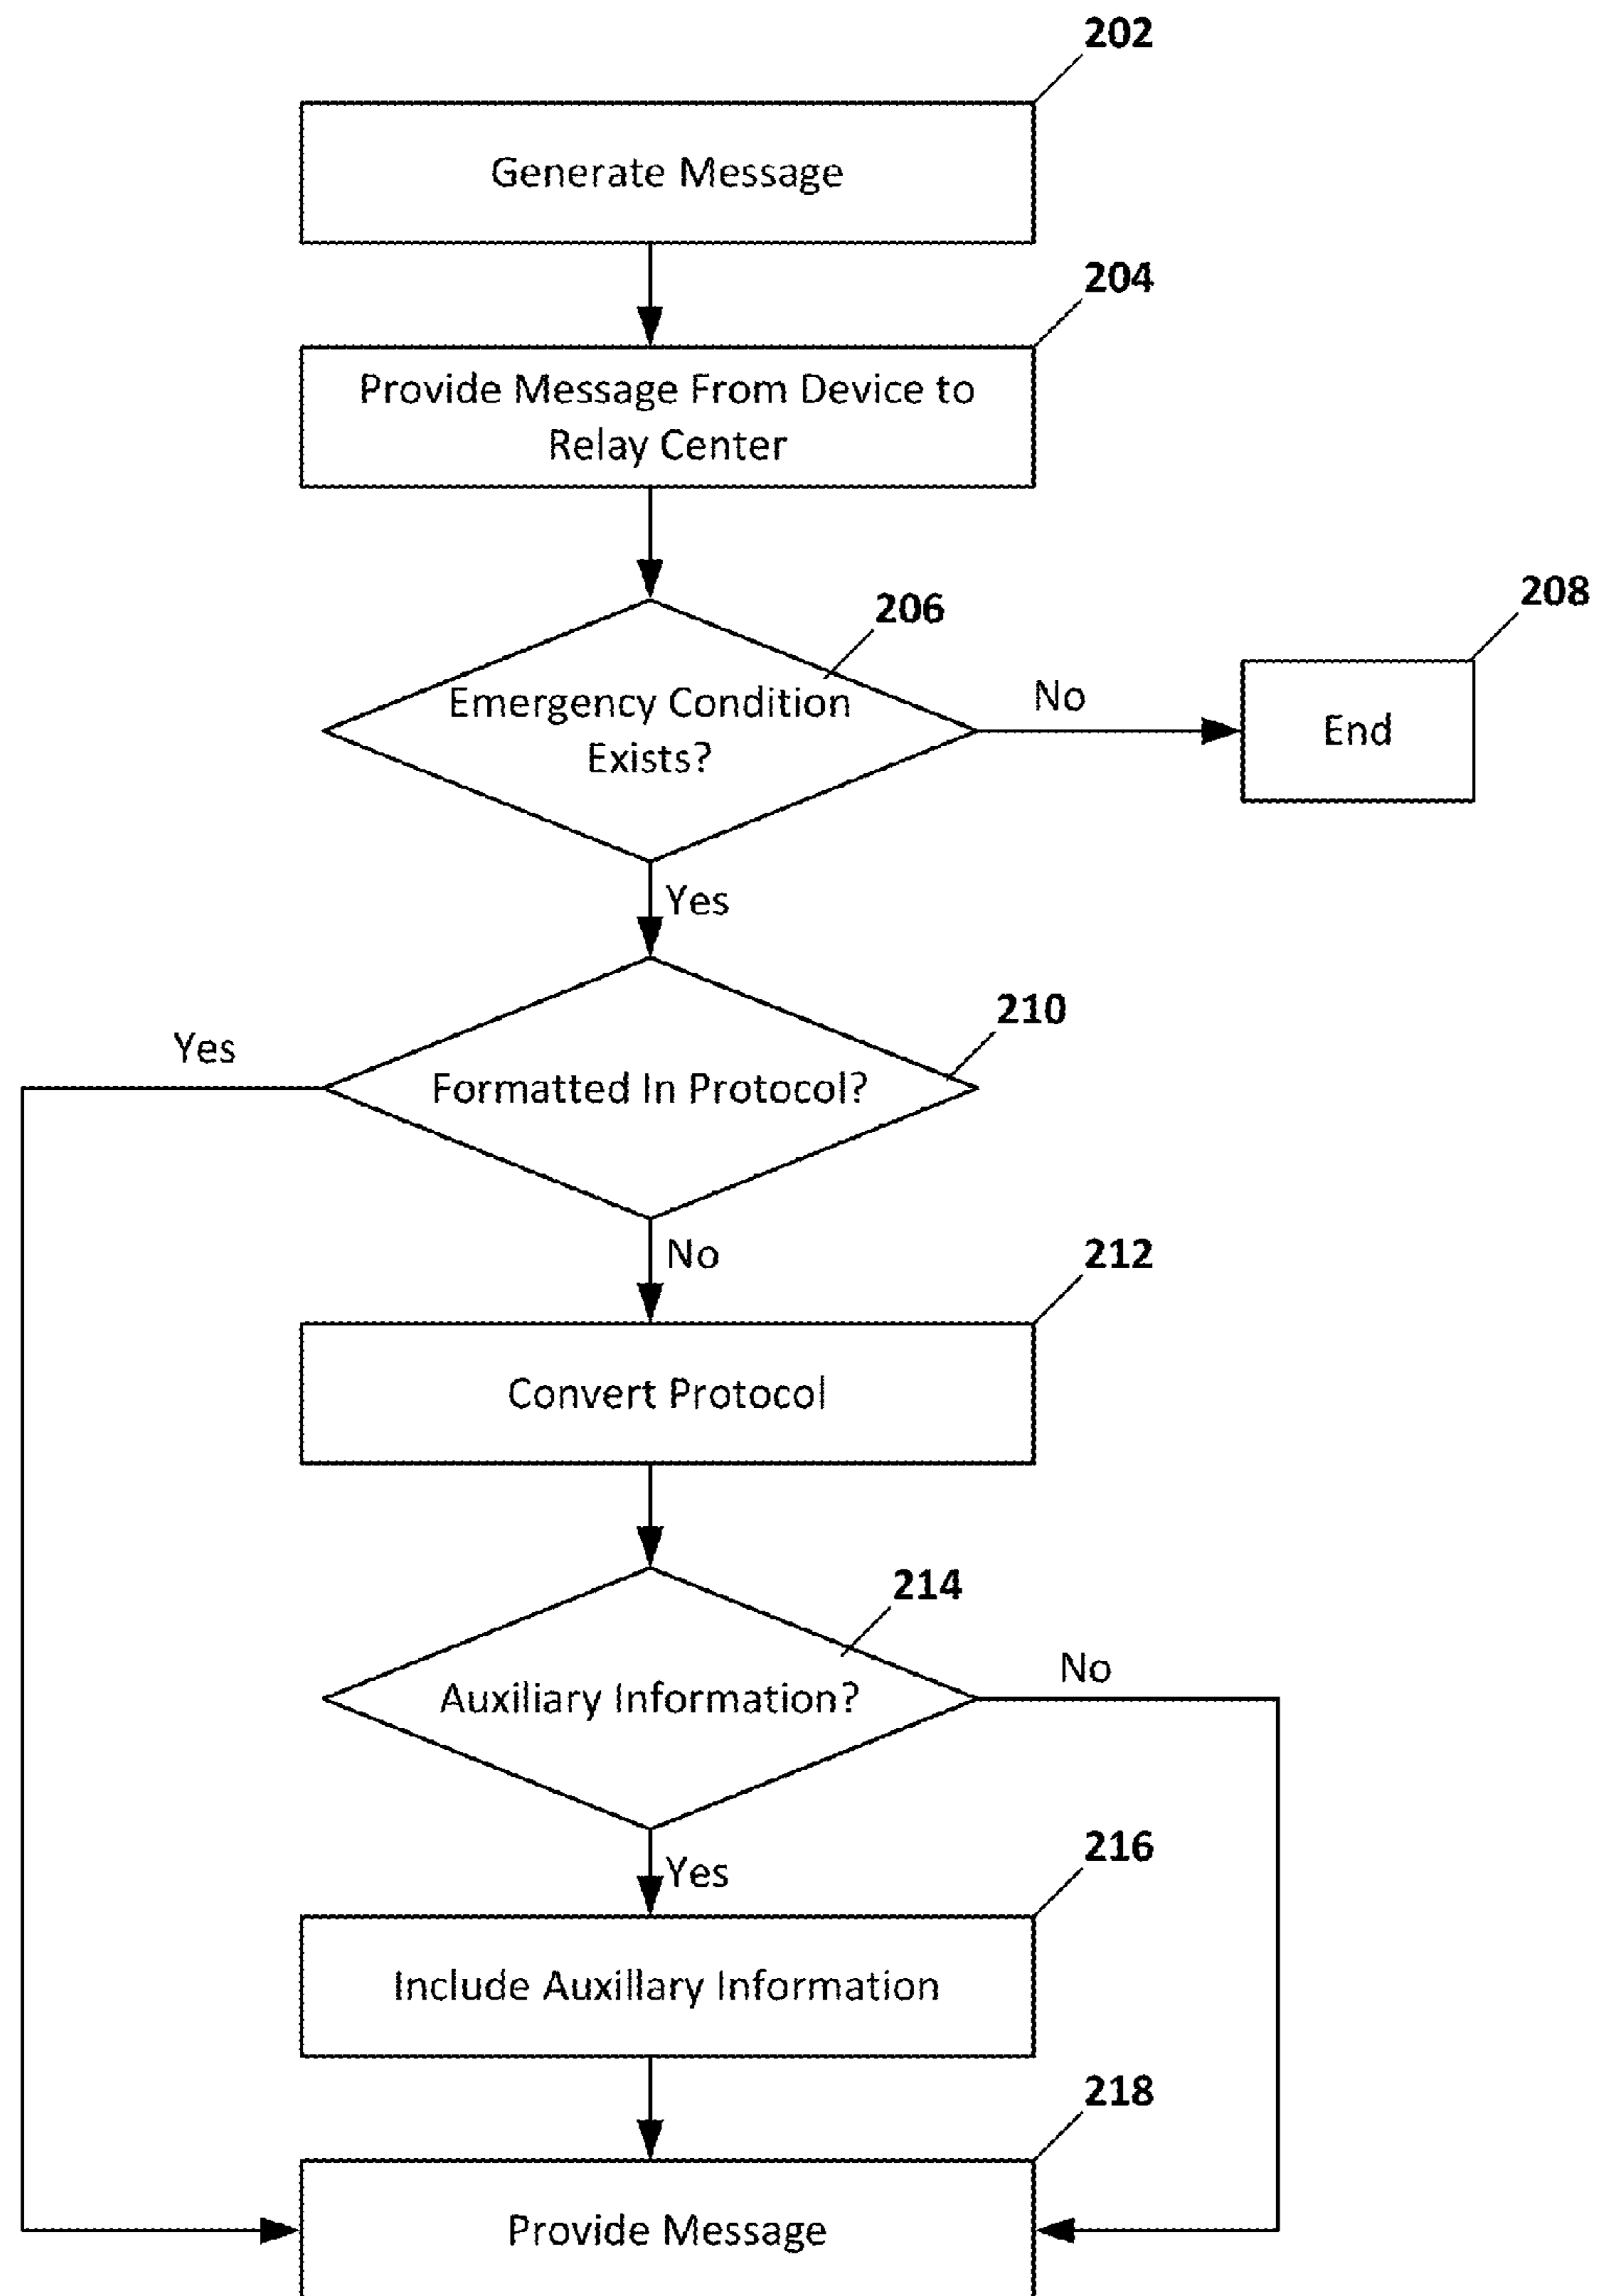 202
Generate Message
204
Provide Message From Device to
Relay Center
206
Emergency Condition
Exists?
No
208
End
Yes
210
Yes
Formatted In Protocol?
No
212
Convert Protocol
214
Auxiliary Information?
No
Yes
216
Include Auxillary Information
218
Provide Message